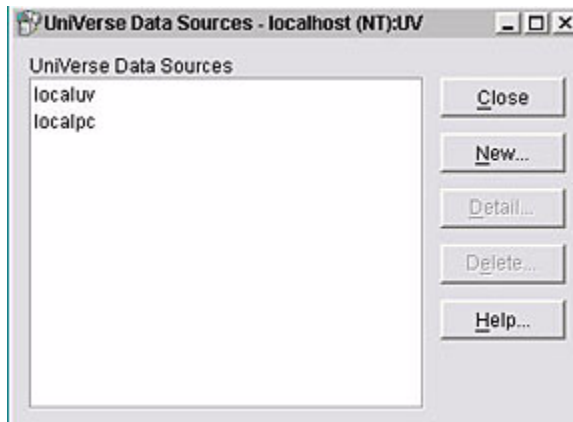 UniVerse Data Sources - localhost (NT):UV
UniVerse Data Sources
localuv
localpc
Close
New...
Detail...
Delete...
Help...